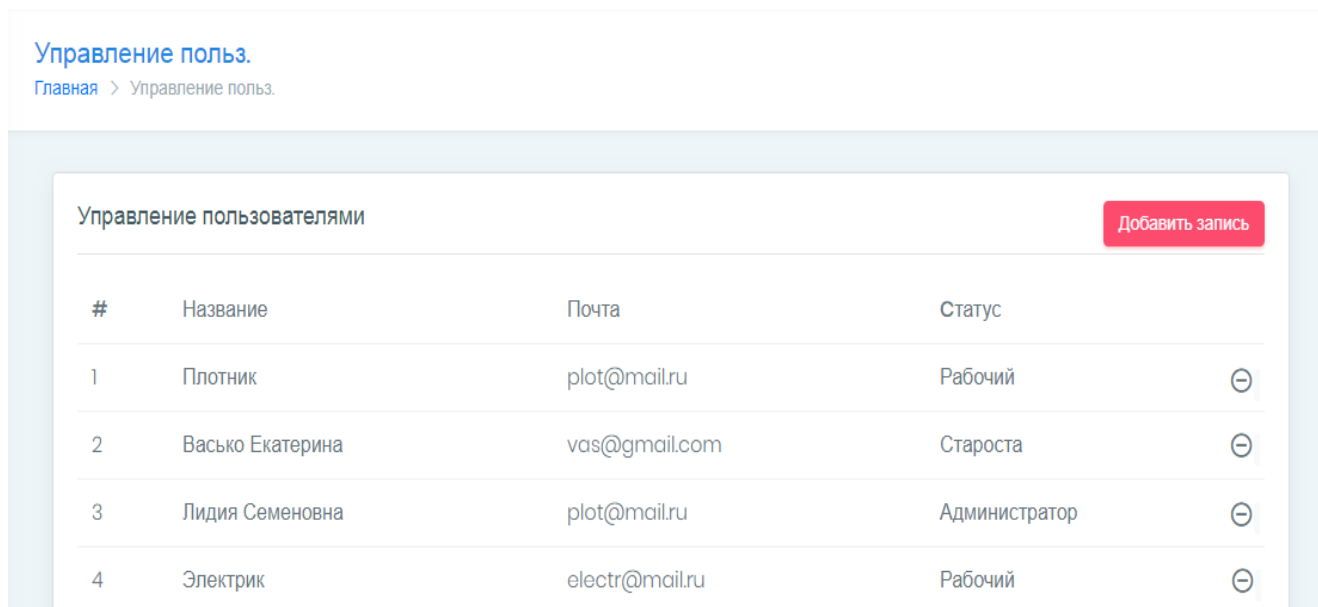 Управление польз.
Главная > Управление польз.
Управление пользователями
Добавить запись
# Название Почта Статус
1 Плотник plot@mail.ru Рабочий
2 Васько Екатерина vas@gmail.com Староста
3 Лидия Семеновна plot@mail.ru Администратор
4 Электрик electr@mail.ru Рабочий